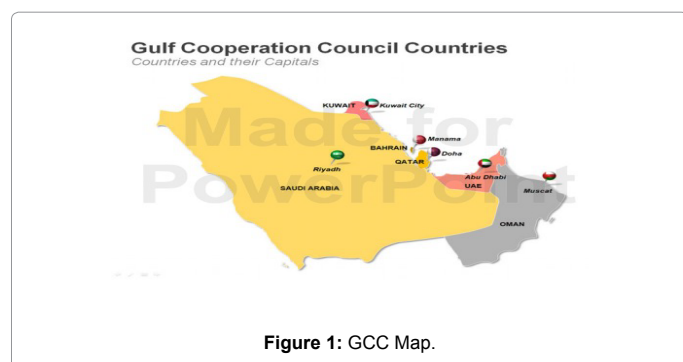 Gulf Cooperation Council Countries
Countries and their Capitals
Made for
PowerPoint
KUWAIT
Kuwait City
Manama
BAHRAIN
Doha
QATAR
Riyadh
SAUDI ARABIA
Abu Dhabi
UAE
Muscat
OMAN
Figure 1: GCC Map.